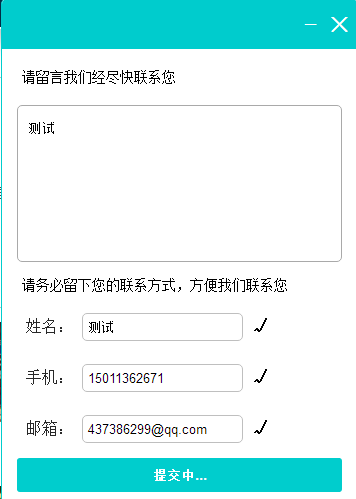 请留言我们经尽快联系您
测试
请务必留下您的联系方式，方便我们联系您
姓名： 测试
手机： 15011362671
邮箱： 437386299@qq.com
提交中...